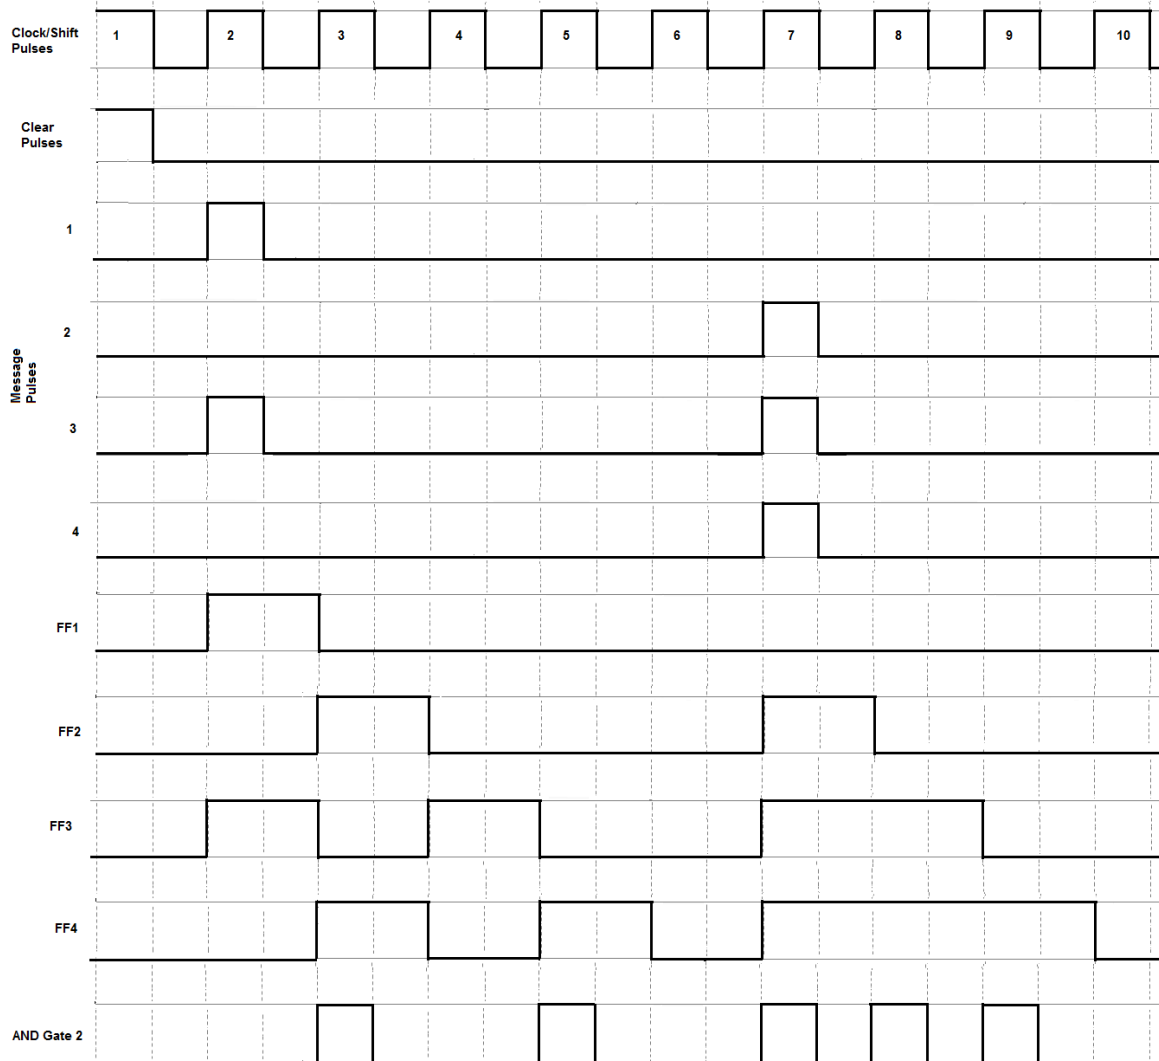 Clock/Shift
Pulses
1 2 3 4 5 6 7 8 9 10
Clear
Pulses
Message
Pulses
1
2
3
4
FF1
FF2
FF3
FF4
AND Gate 2